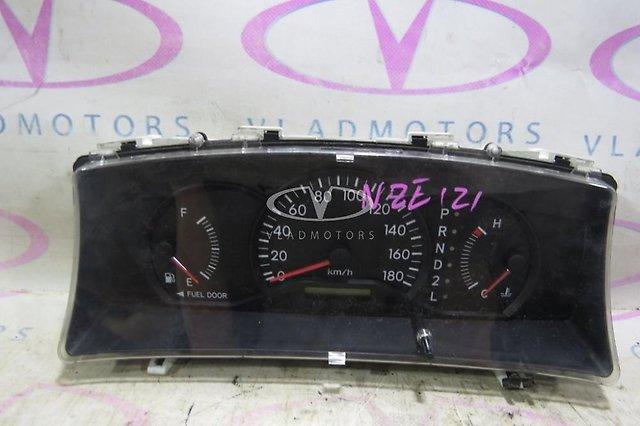 VLADMOTORS
VLADMOTORS
VL
NZE 121
F
E
FUEL DOOR
0
20
40
60
80
100
120
140
160
180
km/h
VLADMOTORS
P
R
N
D
2
L
H
C